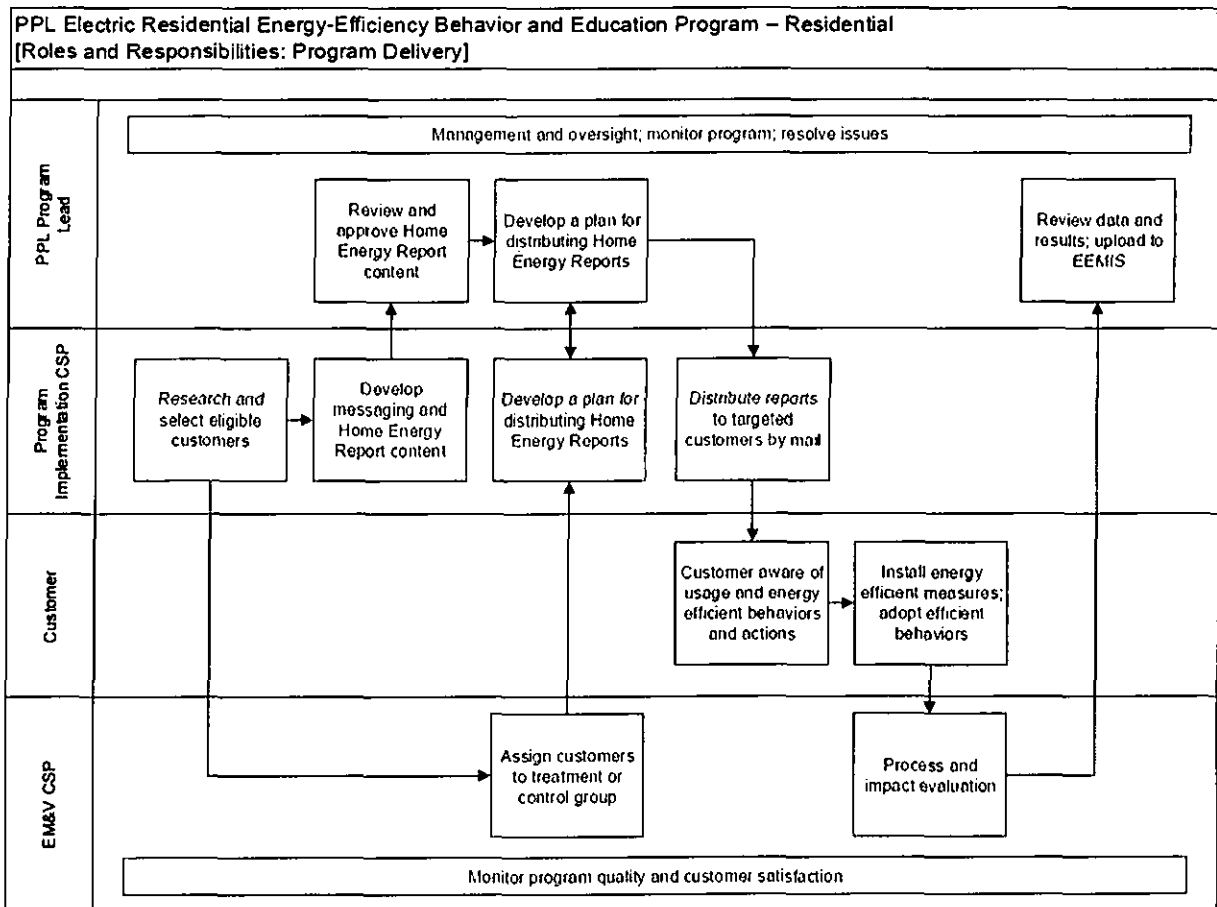 PPL Electric Residential Energy-Efficiency Behavior and Education Program – Residential
[Roles and Responsibilities: Program Delivery]
PPL Program
Lead
Management and oversight; monitor program; resolve issues
Review and
approve Home
Energy Report
content
Develop a plan for
distributing Home
Energy Reports
Review data and
results; upload to
EEMIS
Program
Implementation CSP
Research and
select eligible
customers
Develop
messaging and
Home Energy
Report content
Develop a plan for
distributing Home
Energy Reports
Distribute reports
to targeted
customers by mail
Customer
Customer aware of
usage and energy
efficient behaviors
and actions
Install energy
efficient measures;
adopt efficient
behaviors
EM&V CSP
Assign customers
to treatment or
control group
Process and
impact evaluation
Monitor program quality and customer satisfaction